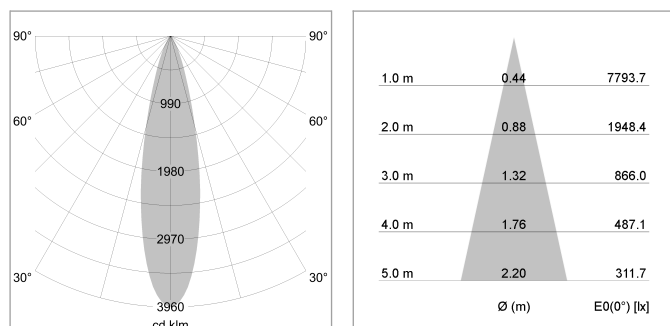 90° 90°
990
60° 60°
1980
2970
30° 30°
3960
cd klm
1.0 m 0.44 7793.7
2.0 m 0.88 1948.4
3.0 m 1.32 866.0
4.0 m 1.76 487.1
5.0 m 2.20 311.7
Ø (m) E0(0°) [lx]